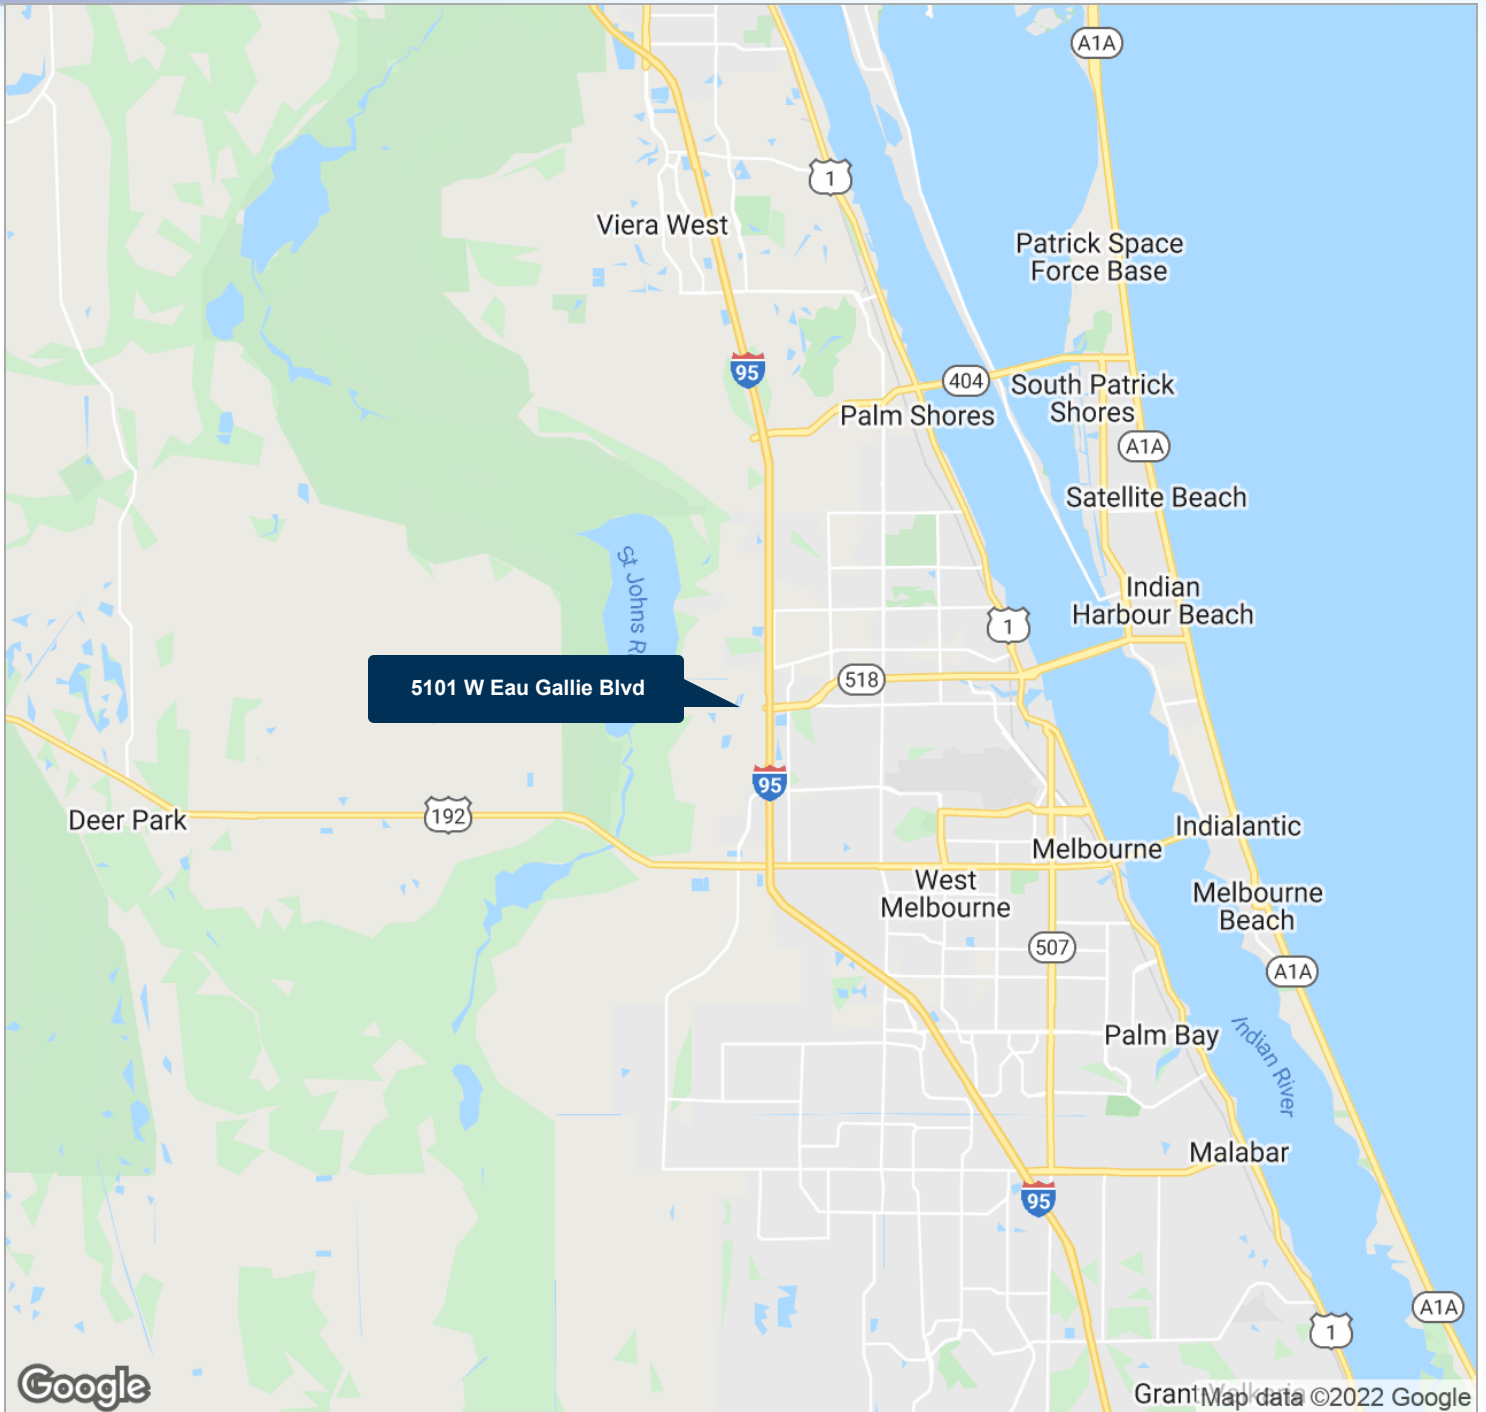 A1A
1
Viera West
Patrick Space
Force Base
95
404
South Patrick
Shores
Palm Shores
A1A
Satellite Beach
St Johns R
Indian
Harbour Beach
1
518
5101 W Eau Gallie Blvd
95
192
Deer Park
Indialantic
Melbourne
West
Melbourne
Melbourne
Beach
507
A1A
Palm Bay
Indian River
Malabar
95
A1A
1
Google
Grant-Valkaria
Map data ©2022 Google